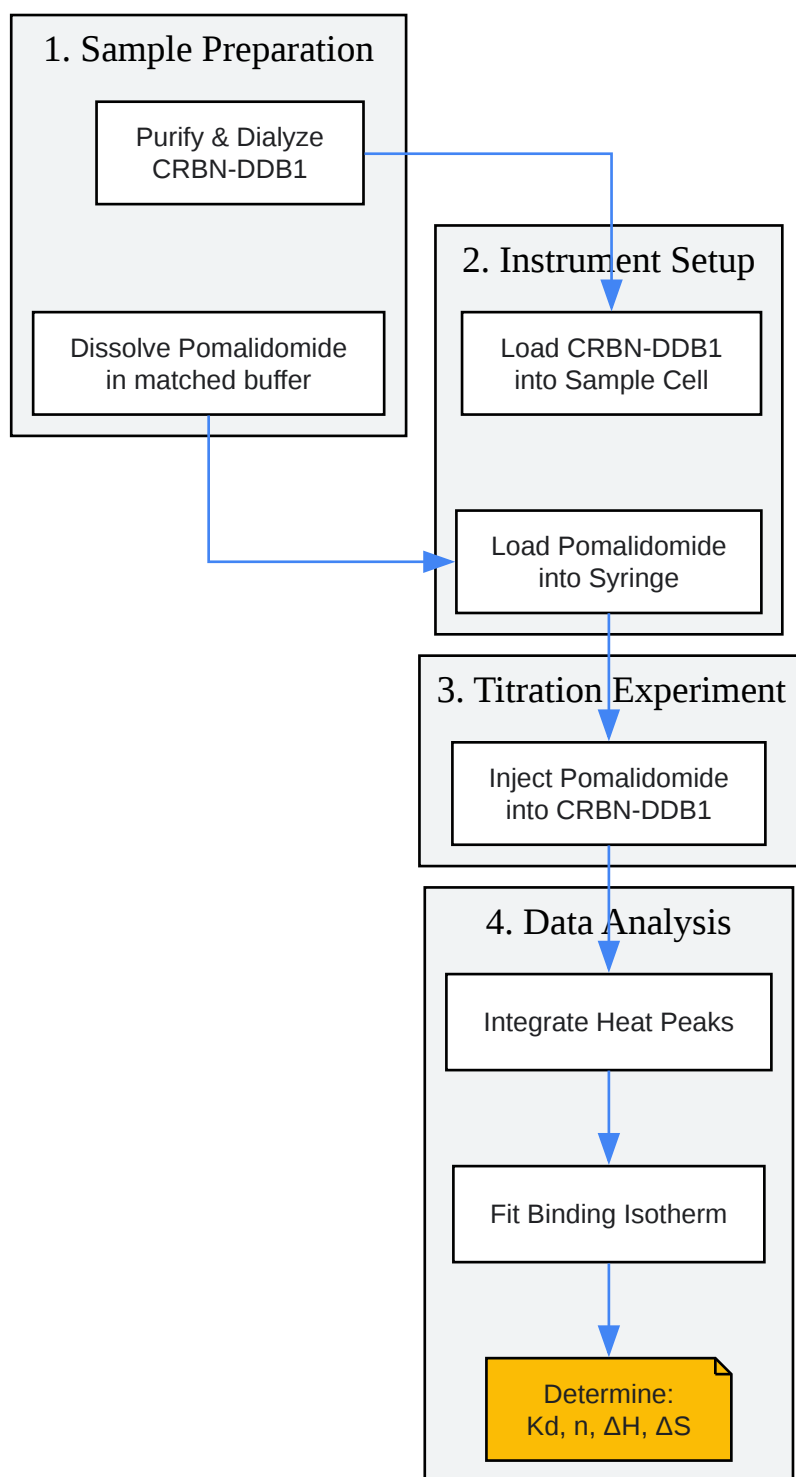 1. Sample Preparation
Purify & Dialyze
CRBN-DDB1
Dissolve Pomalidomide
in matched buffer
2. Instrument Setup
Load CRBN-DDB1
into Sample Cell
Load Pomalidomide
into Syringe
3. Titration Experiment
Inject Pomalidomide
into CRBN-DDB1
4. Data Analysis
Integrate Heat Peaks
Fit Binding Isotherm
Determine:
Kd, n, ΔH, ΔS